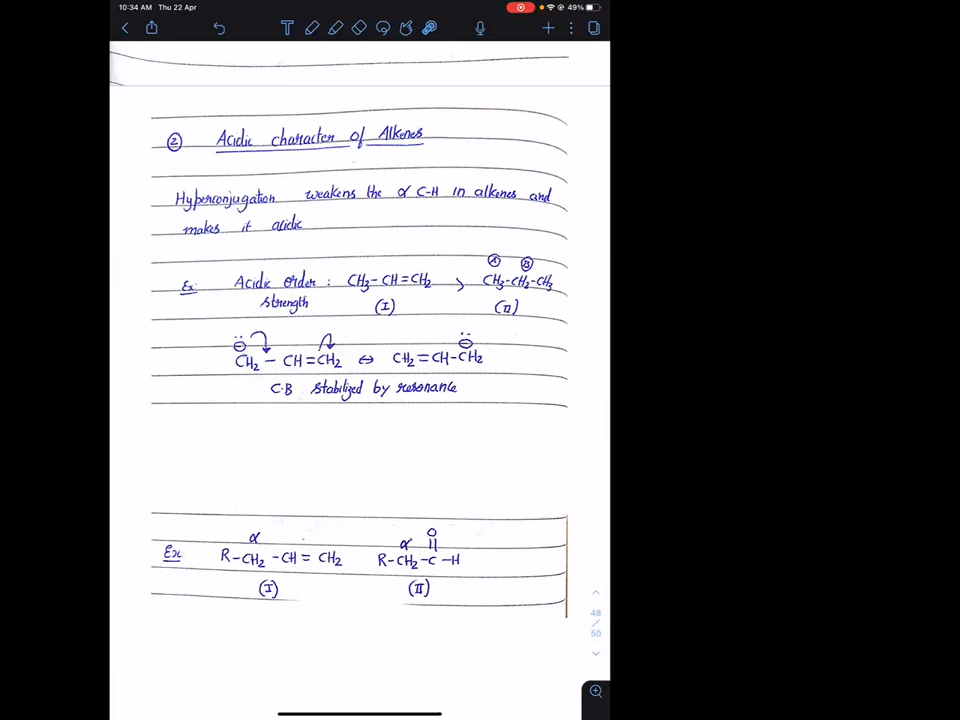 10:34 AM Thu 22 Apr
49%
② Acidic character of Alkenes
Hyperconjugation weakens the α C-H in alkenes and
makes it acidic
Ex Acidic order : CH₃-CH=CH₂ > CH₃-CH₂-CH₃
Ⓐ Ⓑ
strength (I) (II)
CH₂ - CH=CH₂ ⇔ CH₂=CH-CH₂
C·B stabilized by resonance
α α O
Ex R-CH₂-CH=CH₂ R-CH₂-C-H
(I) (II)
48
/
50